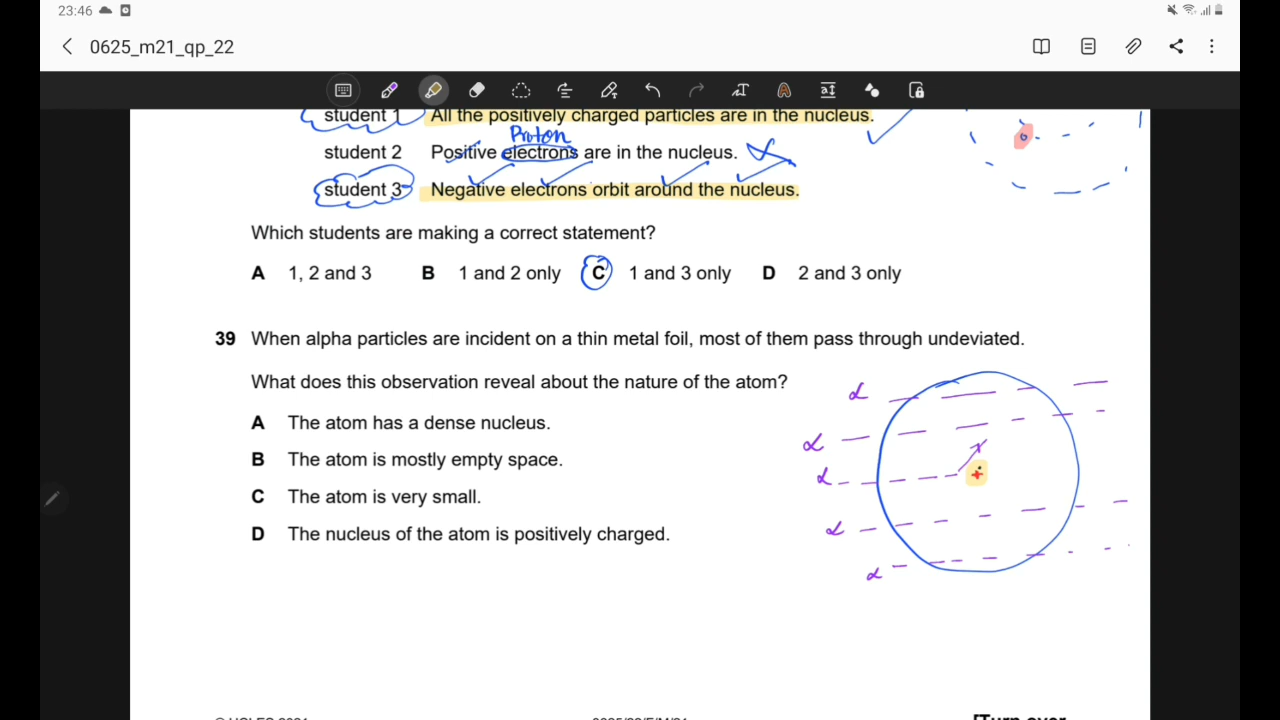 23:46
0625_m21_qp_22
student 1 All the positively charged particles are in the nucleus.
Proton
student 2 Positive electrons are in the nucleus.
student 3 Negative electrons orbit around the nucleus.
Which students are making a correct statement?
A 1, 2 and 3 B 1 and 2 only C 1 and 3 only D 2 and 3 only
39 When alpha particles are incident on a thin metal foil, most of them pass through undeviated.
What does this observation reveal about the nature of the atom?
A The atom has a dense nucleus.
B The atom is mostly empty space.
C The atom is very small.
D The nucleus of the atom is positively charged.
α
α
α
+
α
α